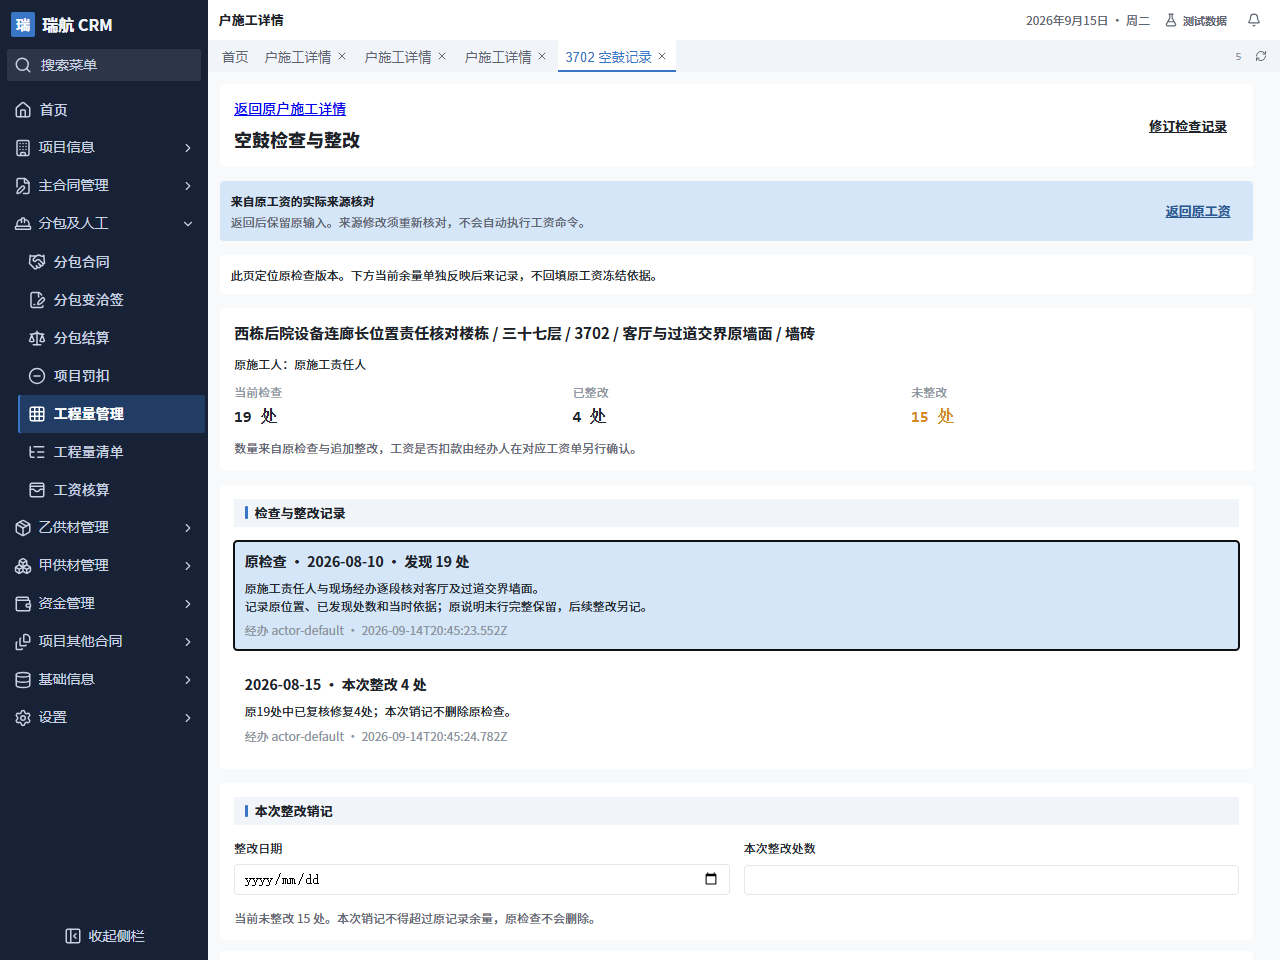 瑞 瑞航 CRM
搜索菜单
首页
项目信息
主合同管理
分包及人工
分包合同
分包变洽签
分包结算
项目罚扣
工程量管理
工程量清单
工资核算
乙供材管理
甲供材管理
资金管理
项目其他合同
基础信息
设置
收起侧栏
户施工详情
2026年9月15日 • 周二 测试数据
首页 户施工详情 户施工详情 户施工详情 3702 空鼓记录 5
返回原户施工详情
空鼓检查与整改
修订检查记录
来自原工资的实际来源核对
返回后保留原输入。来源修改须重新核对，不会自动执行工资命令。
返回原工资
此页定位原检查版本。下方当前余量单独反映后来记录，不回填原工资冻结依据。
西栋后院设备连廊长位置责任核对楼栋 / 三十七层 / 3702 / 客厅与过道交界原墙面 / 墙砖
原施工人：原施工责任人
当前检查 已整改 未整改
19 处 4 处 15 处
数量来自原检查与追加整改，工资是否扣款由经办人在对应工资单另行确认。
检查与整改记录
原检查 • 2026-08-10 • 发现 19 处
原施工责任人与现场经办逐段核对客厅及过道交界墙面。
记录原位置、已发现处数和当时依据；原说明末行完整保留，后续整改另记。
经办 actor-default • 2026-09-14T20:45:23.552Z
2026-08-15 • 本次整改 4 处
原19处中已复核修复4处；本次销记不删除原检查。
经办 actor-default • 2026-09-14T20:45:24.782Z
本次整改销记
整改日期 本次整改处数
yyyy/mm/dd
当前未整改 15 处。本次销记不得超过原记录余量，原检查不会删除。